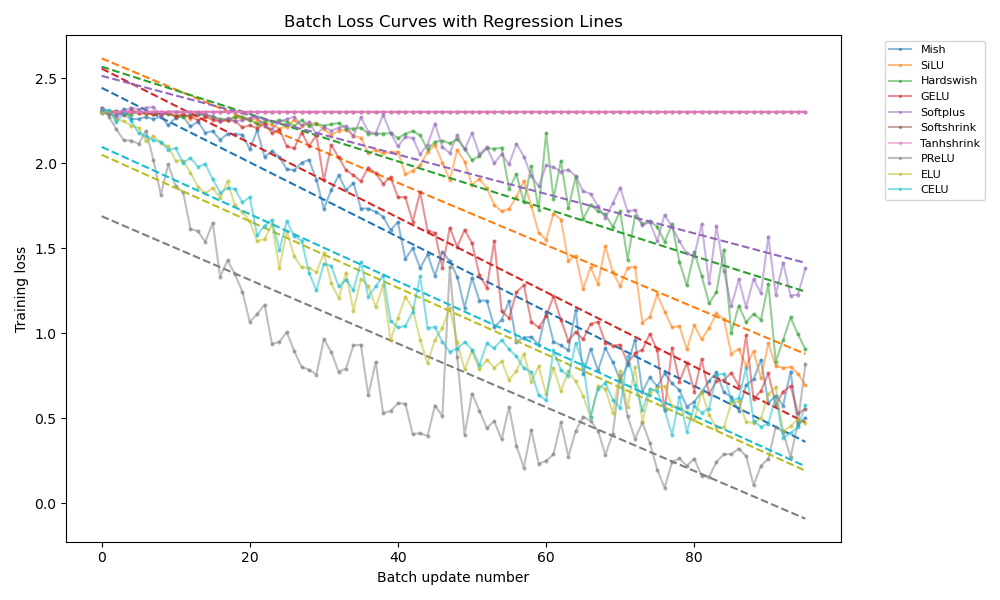 Batch Loss Curves with Regression Lines
Training loss
2.5
2.0
1.5
1.0
0.5
0.0
0
20
40
60
80
Batch update number
Mish
SiLU
Hardswish
GELU
Softplus
Softshrink
Tanhshrink
PReLU
ELU
CELU